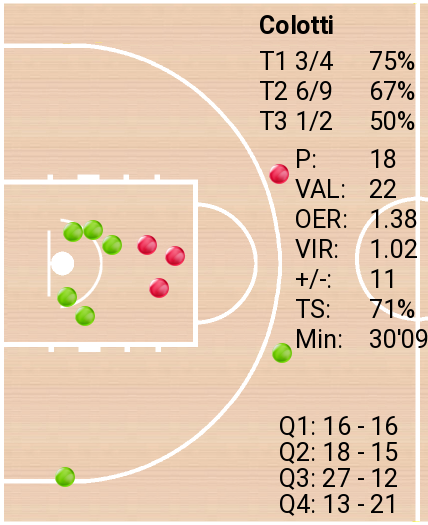 Colotti
T1 3/4 75%
T2 6/9 67%
T3 1/2 50%
P: 18
VAL: 22
OER: 1.38
VIR: 1.02
+/-: 11
TS: 71%
Min: 30'09
Q1: 16 - 16
Q2: 18 - 15
Q3: 27 - 12
Q4: 13 - 21